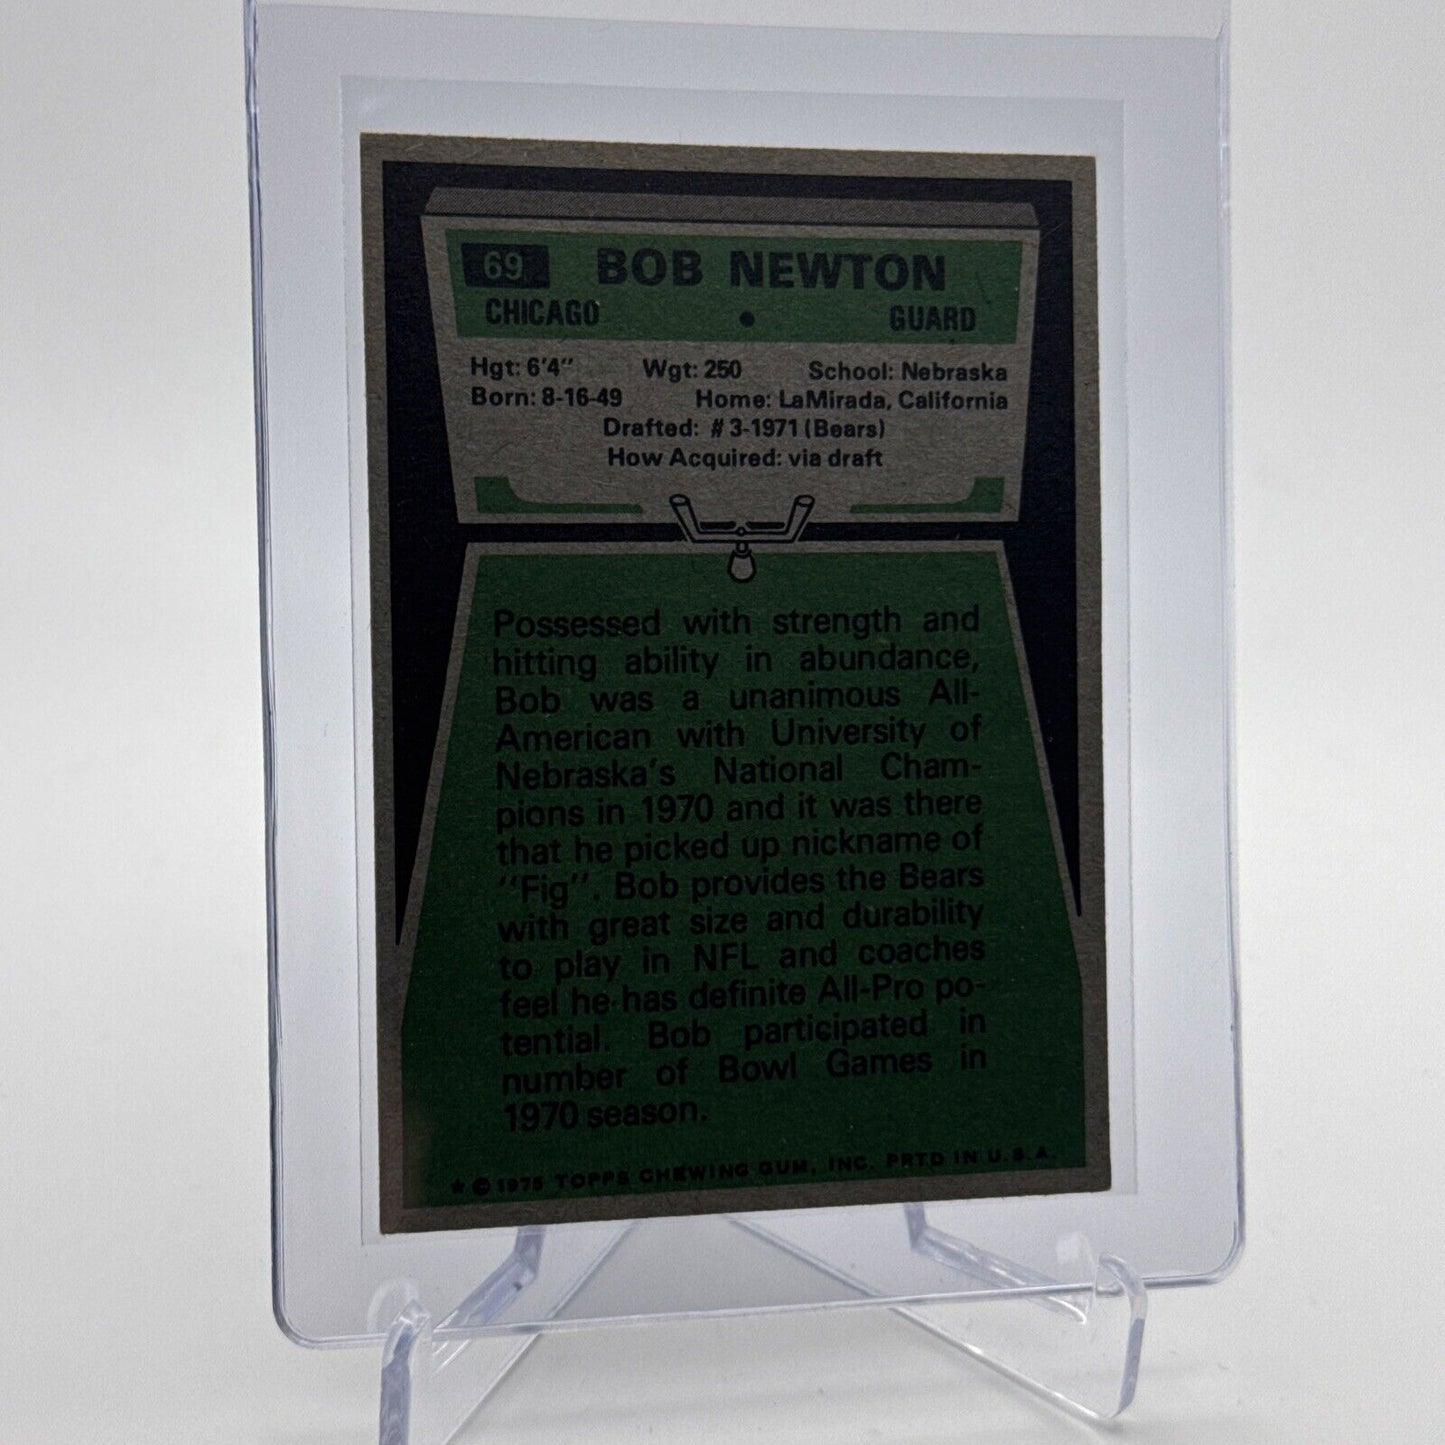 69 BOB NEWTON
CHICAGO • GUARD
Hgt: 6'4" Wgt: 250 School: Nebraska
Born: 8-16-49 Home: LaMirada, California
Drafted: #3-1971 (Bears)
How Acquired: via draft
Possessed with strength and
hitting ability in abundance,
Bob was a unanimous All-
American with University of
Nebraska's National Cham-
pions in 1970 and it was there
that he picked up nickname of
"Fig". Bob provides the Bears
with great size and durability
to play in NFL and coaches
feel he has definite All-Pro po-
tential. Bob participated in
number of Bowl Games in
1970 season.
★ © 1975 TOPPS CHEWING GUM, INC. PRTD IN U.S.A.